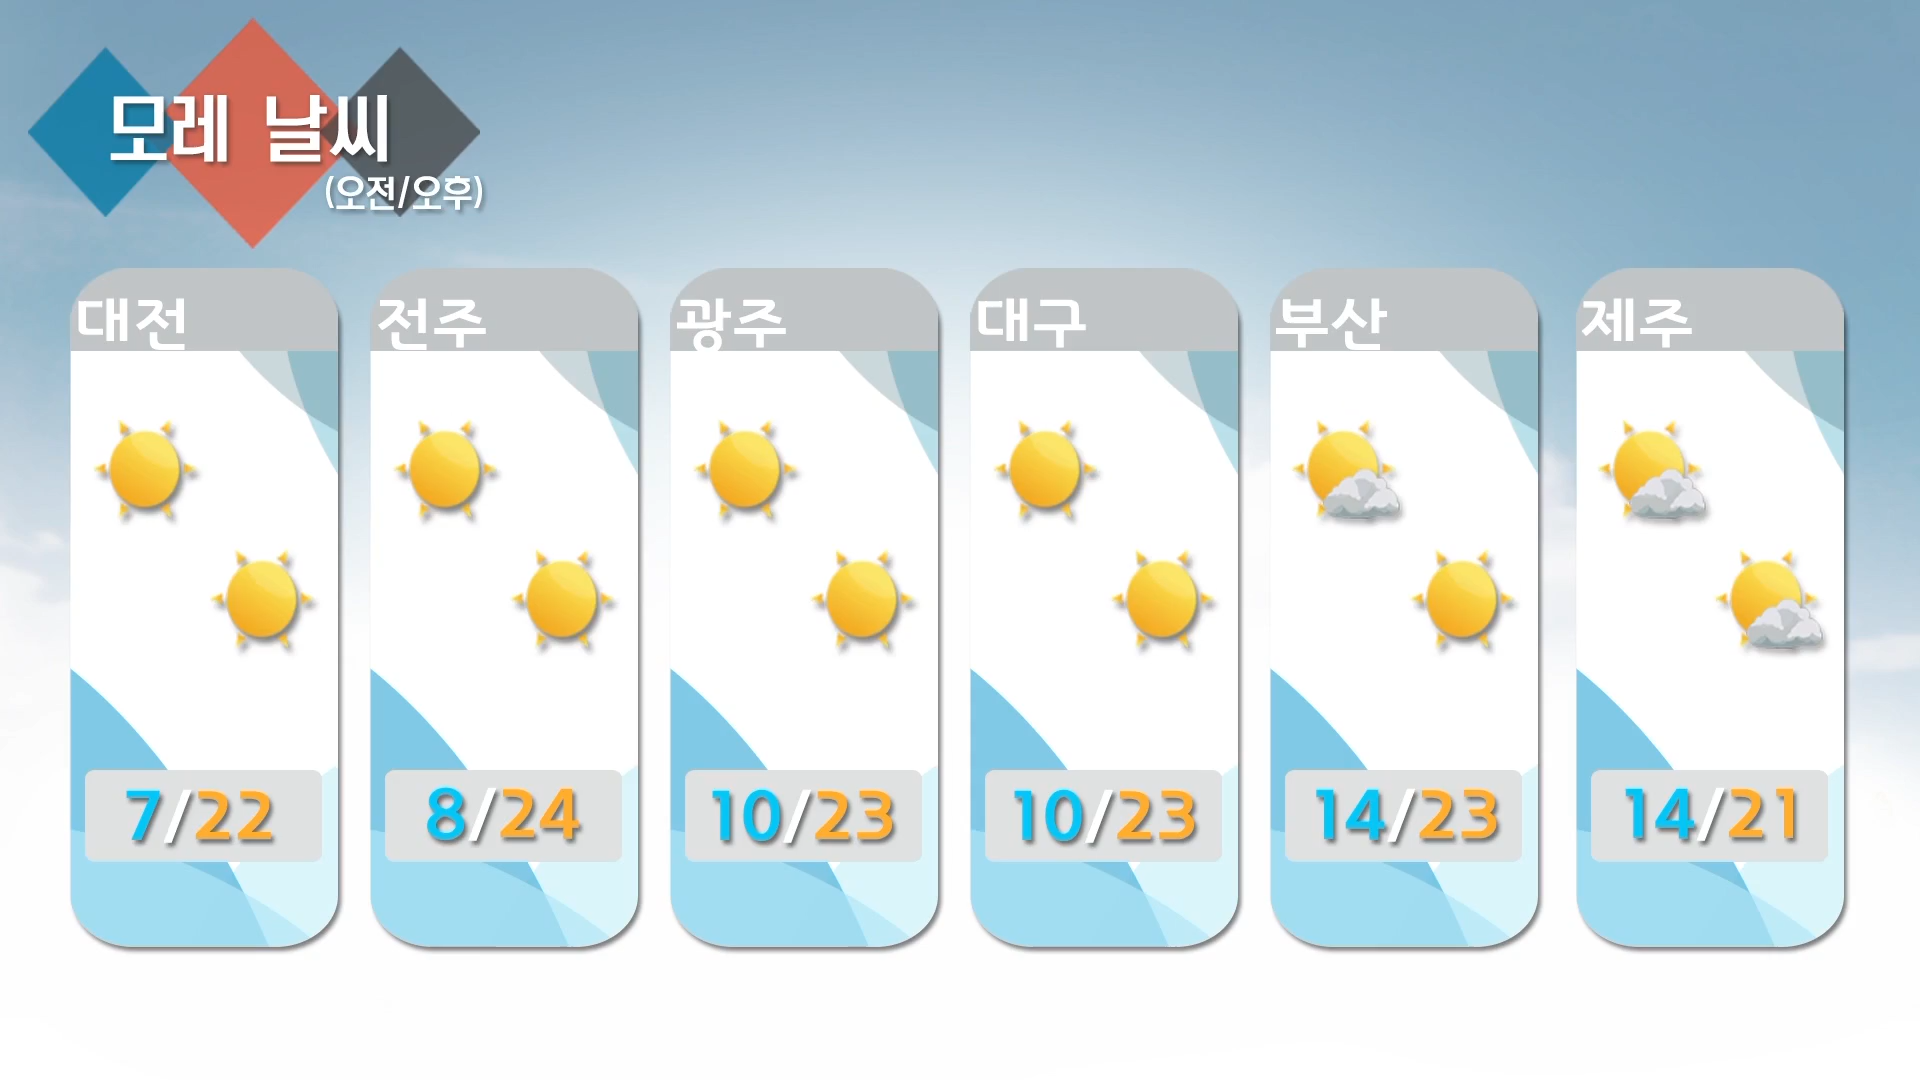 모레 날씨
(오전/오후)
대전
전주
광주
대구
부산
제주
7/22
8/24
10/23
10/23
14/23
14/21